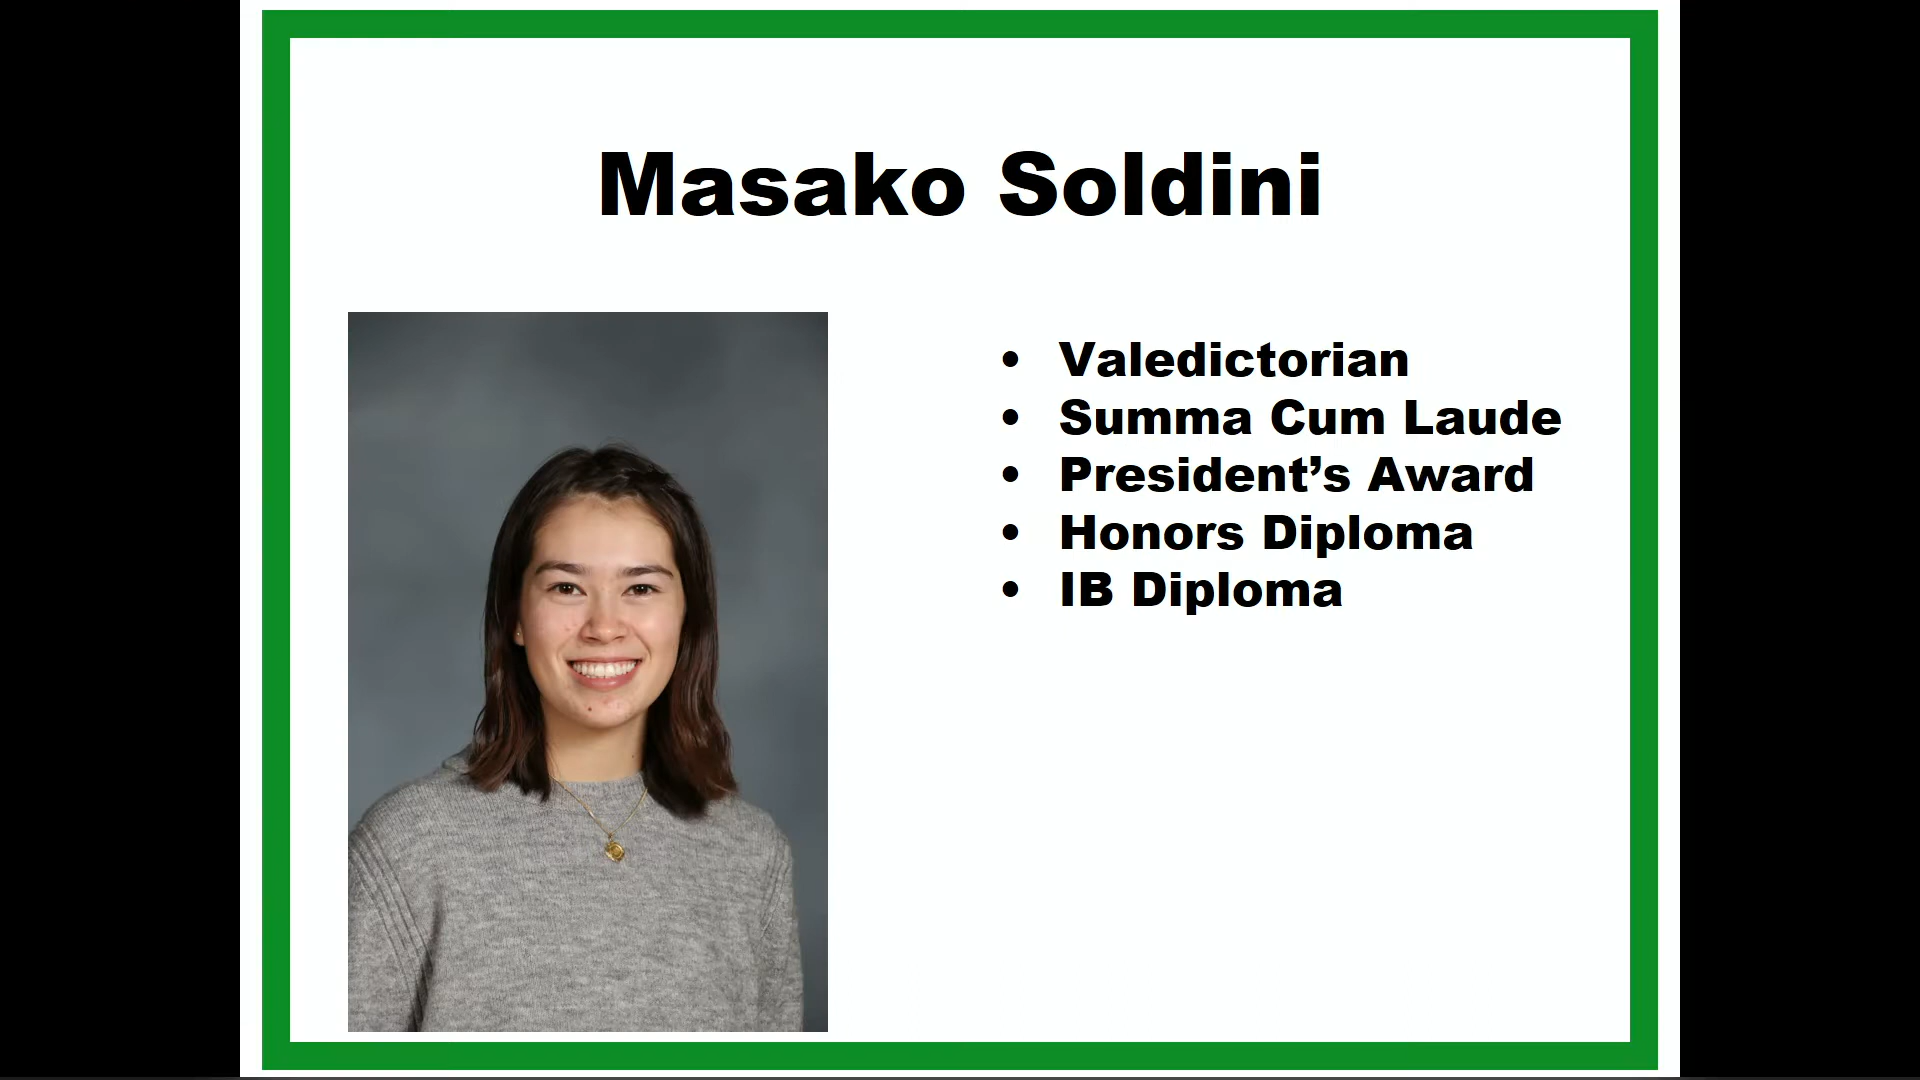 Masako Soldini
• Valedictorian
• Summa Cum Laude
• President’s Award
• Honors Diploma
• IB Diploma